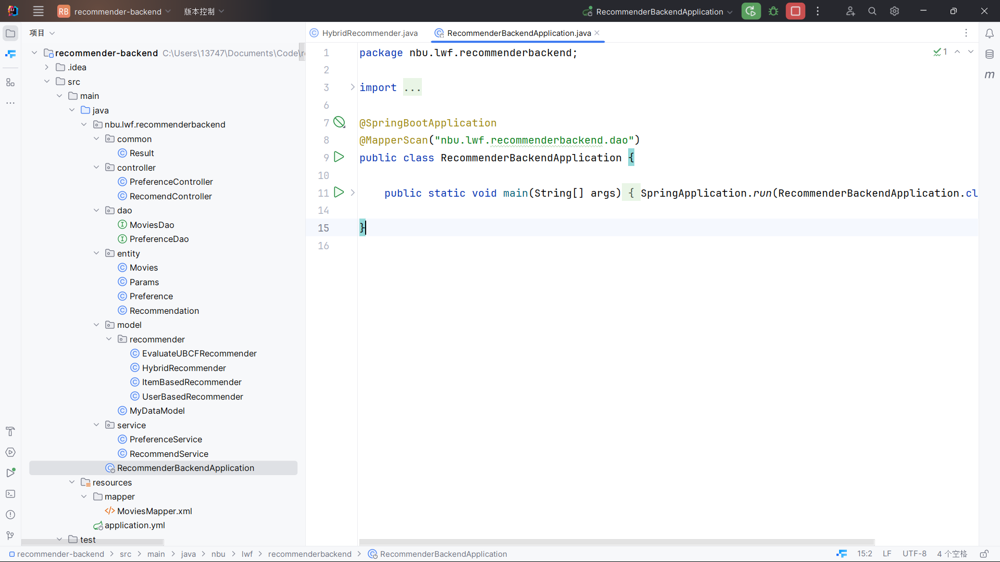 RB recommender-backend 版本控制 RecommenderBackendApplication
项目
HybridRecommender.java RecommenderBackendApplication.java
recommender-backend C:\Users\13747\Documents\Code\r
.idea
src
main
java
nbu.lwf.recommenderbackend
common
Result
controller
PreferenceController
RecomendController
dao
MoviesDao
PreferenceDao
entity
Movies
Params
Preference
Recommendation
model
recommender
EvaluateUBCFRecommender
HybridRecommender
ItemBasedRecommender
UserBasedRecommender
MyDataModel
service
PreferenceService
RecommendService
RecommenderBackendApplication
resources
mapper
MoviesMapper.xml
application.yml
test
1 package nbu.lwf.recommenderbackend;
2
3 import ...
6
7 @SpringBootApplication
8 @MapperScan("nbu.lwf.recommenderbackend.dao")
9 public class RecommenderBackendApplication {
10
11 public static void main(String[] args) { SpringApplication.run(RecommenderBackendApplication.cl
14
15 }
16
1
m
recommender-backend > src > main > java > nbu > lwf > recommenderbackend > RecommenderBackendApplication
15:2 LF UTF-8 4 个空格